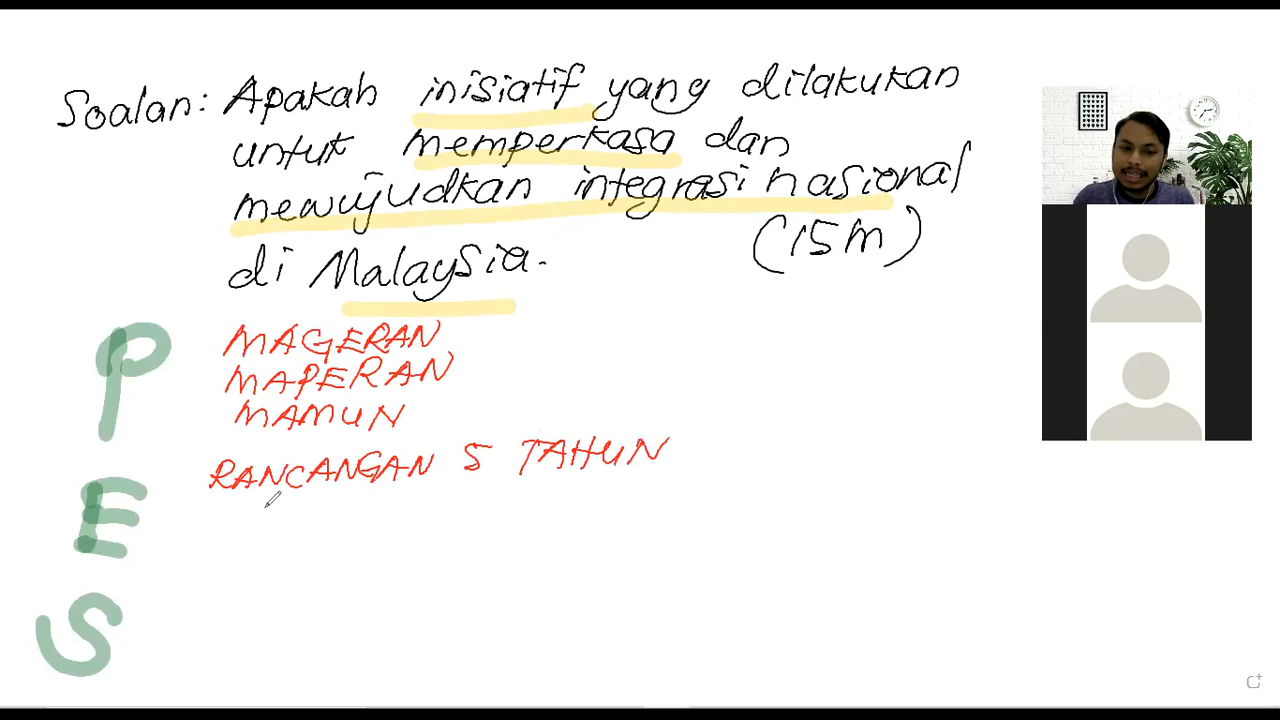 Soalan: Apakah inisiatif yang dilakukan
untuk memperkasa dan
mewujudkan integrasi nasional
di Malaysia. (15m)
P
MAGERAN
MAPERAN
MAMUN
RANCANGAN 5 TAHUN
E
S